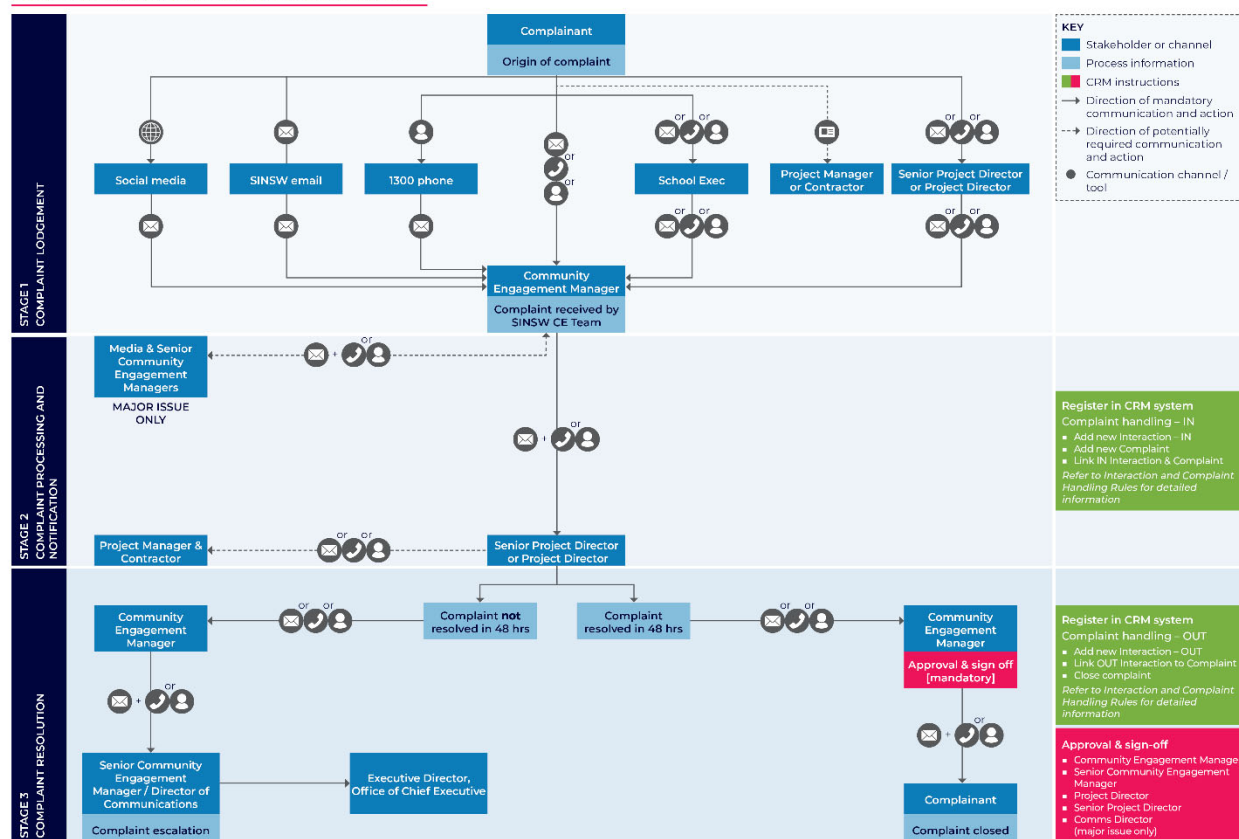 Complainant
Origin of complaint
KEY
Stakeholder or channel
Process information
CRM instructions
Direction of mandatory
communication and action
Direction of potentially
required communication
and action
Communication channel /
tool
or or
or
or
or or
Social media
SINSW email
1300 phone
School Exec
Project Manager
or Contractor
Senior Project Director
or Project Director
or or
or or
Community
Engagement Manager
Complaint received by
SINSW CE Team
STAGE 1
COMPLAINT LODGEMENT
Media & Senior
Community
Engagement
Managers
MAJOR ISSUE
ONLY
+ or
+ or
Register in CRM system
Complaint handling – IN
Add new Interaction – IN
Add new Complaint
Link IN Interaction & Complaint
Refer to Interaction and Complaint
Handling Rules for detailed
information
Project Manager &
Contractor
or or
Senior Project Director
or Project Director
STAGE 2
COMPLAINT PROCESSING AND
NOTIFICATION
Community
Engagement
Manager
or or
Complaint not
resolved in 48 hrs
Complaint
resolved in 48 hrs
or or
Community
Engagement
Manager
Approval & sign off
[mandatory]
Register in CRM system
Complaint handling – OUT
Add new Interaction – OUT
Link OUT Interaction to Complaint
Close complaint
Refer to Interaction and Complaint
Handling Rules for detailed
information
+ or
+ or
Senior Community
Engagement
Manager / Director of
Communications
Complaint escalation
Executive Director,
Office of Chief Executive
Complainant
Complaint closed
Approval & sign-off
Community Engagement Manage
Senior Community Engagement
Manager
Project Director
Senior Project Director
Comms Director
(major issue only)
STAGE 3
COMPLAINT RESOLUTION